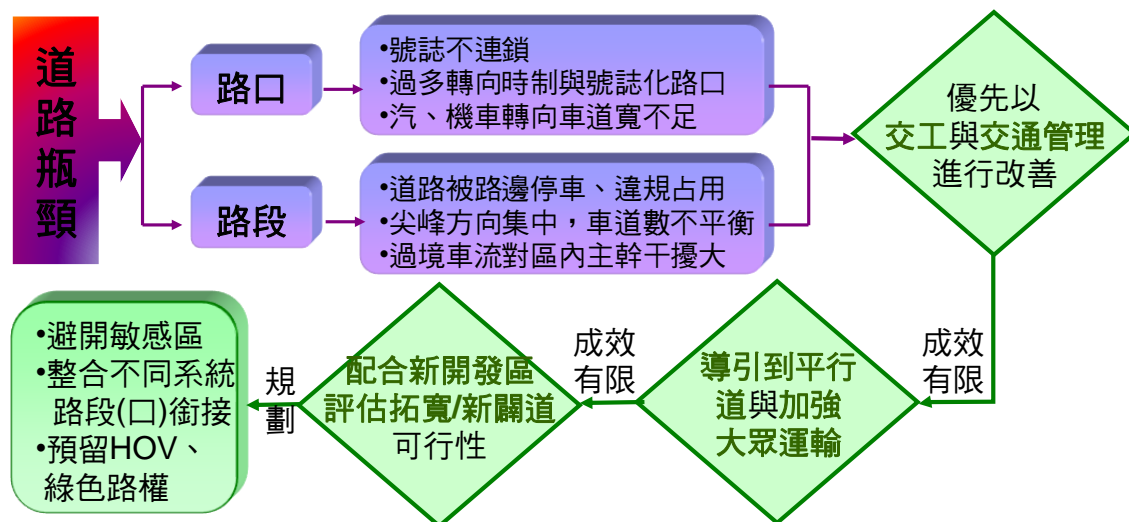 道路瓶頸
路口
•號誌不連鎖
•過多轉向時制與號誌化路口
•汽、機車轉向車道寬不足
路段
•道路被路邊停車、違規占用
•尖峰方向集中，車道數不平衡
•過境車流對區內主幹干擾大
優先以
交工與交通管理
進行改善
成效
有限
導引到平行
道與加強
大眾運輸
成效
有限
配合新開發區
評估拓寬/新闢道
可行性
規劃
•避開敏感區
•整合不同系統
路段(口)銜接
•預留HOV、
綠色路權